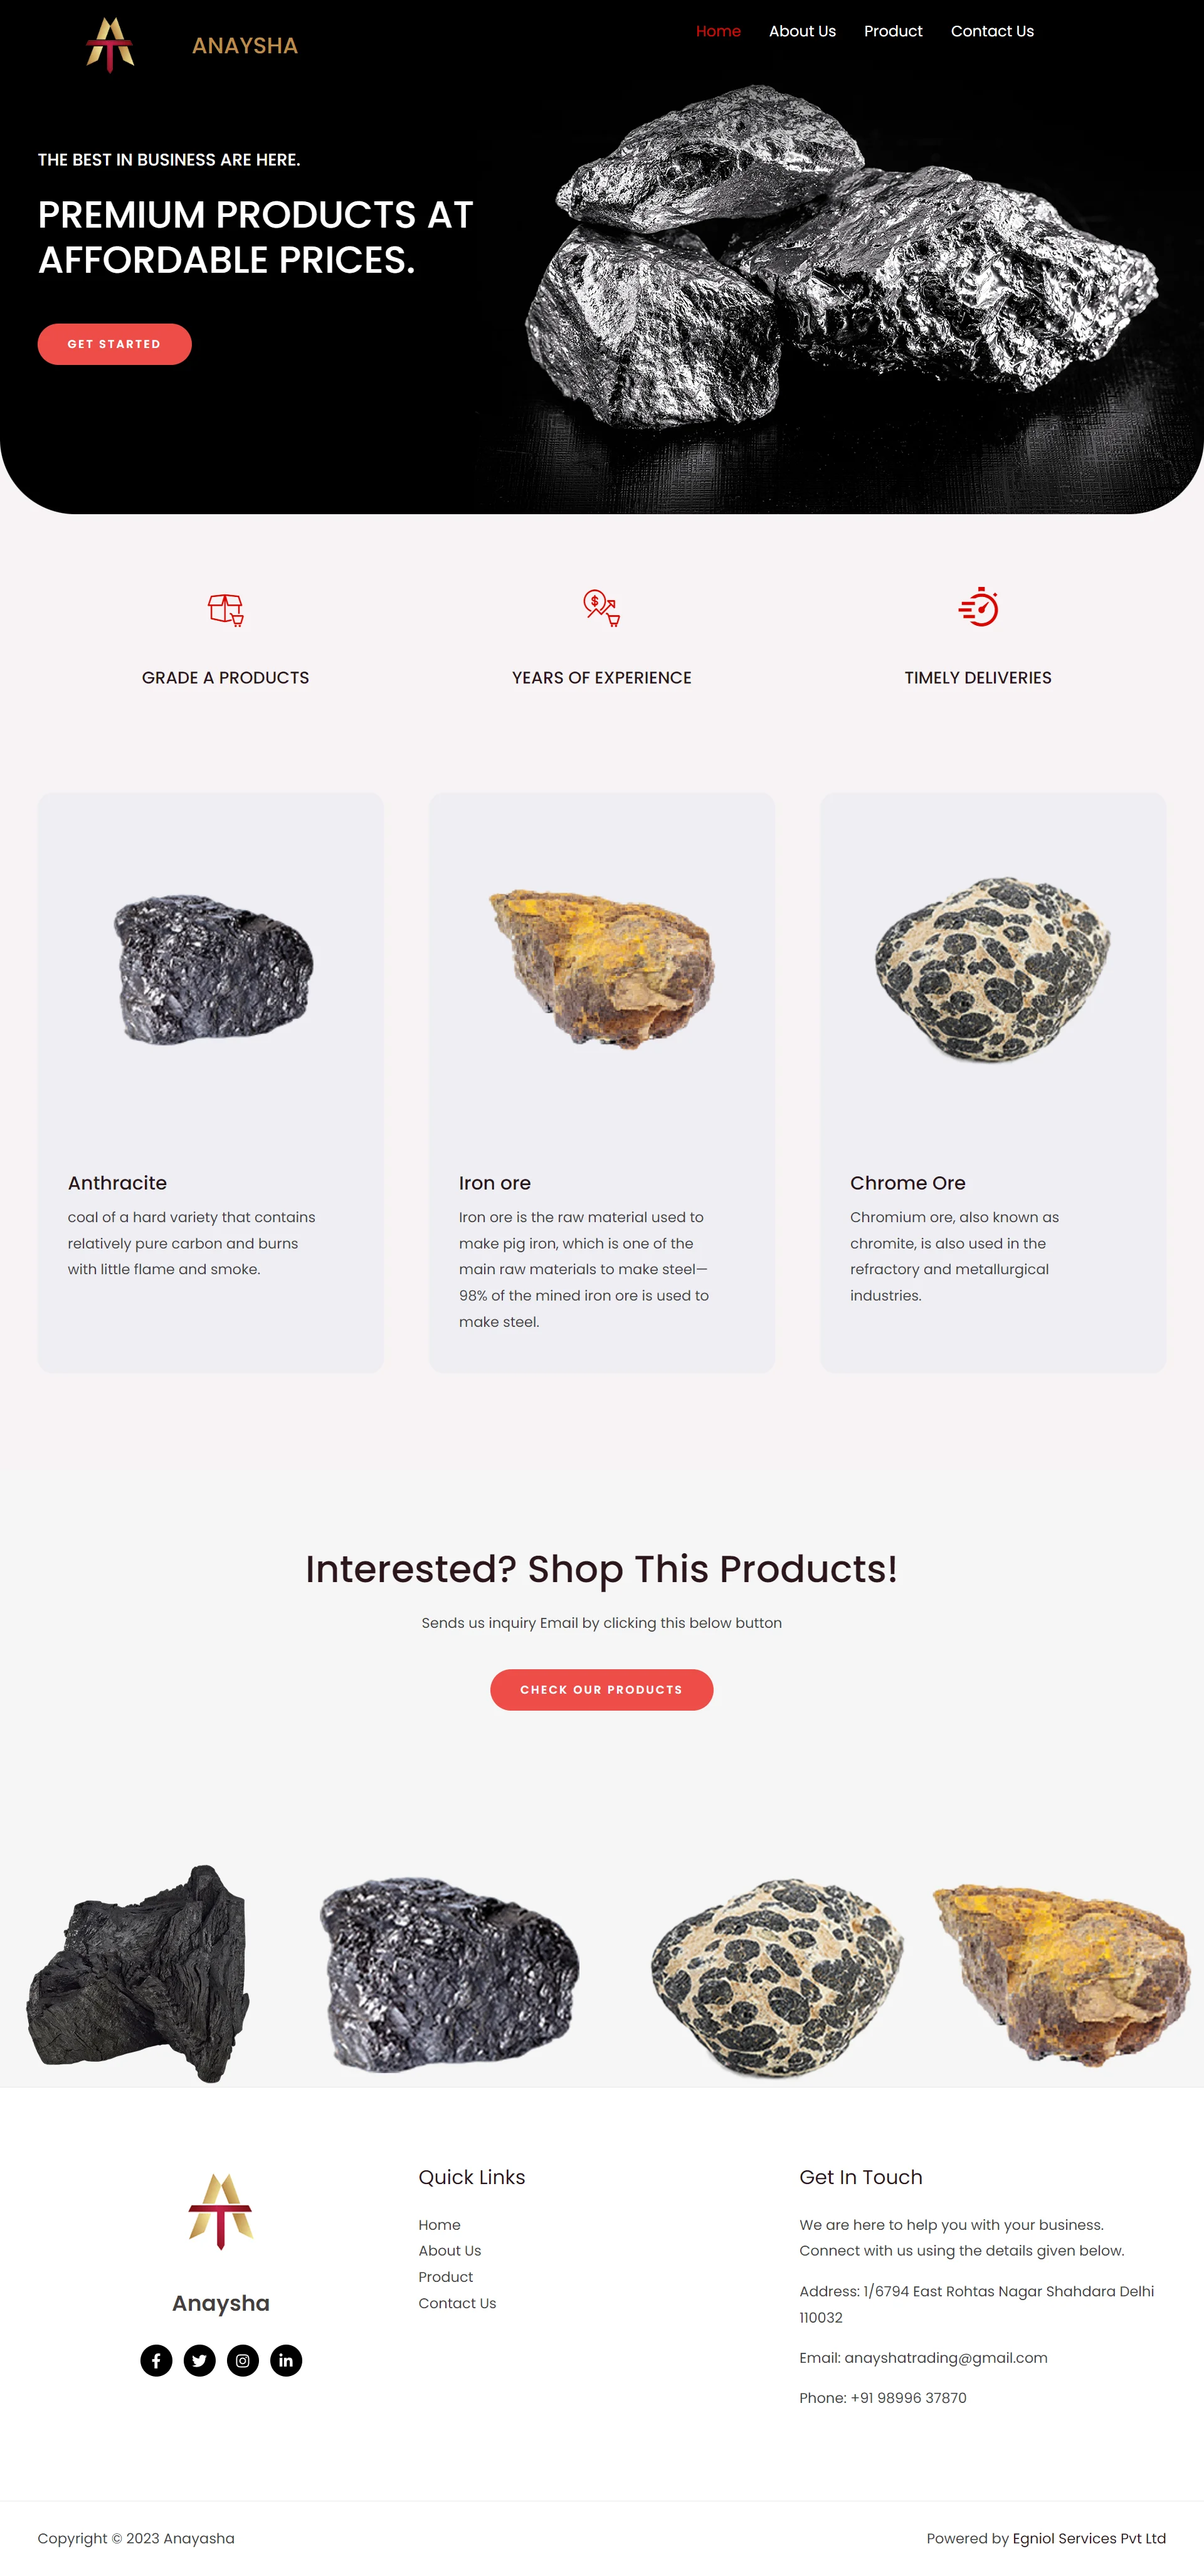 ANAYSHA
Home
About Us
Product
Contact Us
THE BEST IN BUSINESS ARE HERE.
PREMIUM PRODUCTS AT
AFFORDABLE PRICES.
GET STARTED
GRADE A PRODUCTS
YEARS OF EXPERIENCE
TIMELY DELIVERIES
Anthracite
coal of a hard variety that contains
relatively pure carbon and burns
with little flame and smoke.
Iron ore
Iron ore is the raw material used to
make pig iron, which is one of the
main raw materials to make steel—
98% of the mined iron ore is used to
make steel.
Chrome Ore
Chromium ore, also known as
chromite, is also used in the
refractory and metallurgical
industries.
Interested? Shop This Products!
Sends us inquiry Email by clicking this below button
CHECK OUR PRODUCTS
Anaysha
Quick Links
Home
About Us
Product
Contact Us
Get In Touch
We are here to help you with your business.
Connect with us using the details given below.
Address: 1/6794 East Rohtas Nagar Shahdara Delhi
110032
Email: anayshatrading@gmail.com
Phone: +91 98996 37870
Copyright © 2023 Anayasha
Powered by Egniol Services Pvt Ltd